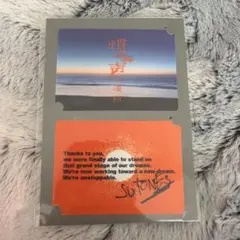 Thanks to you,
we were finally able to stand on
that grand stage of our dreams.
We're now working toward a new dream.
We're unstoppable.
SixTONES